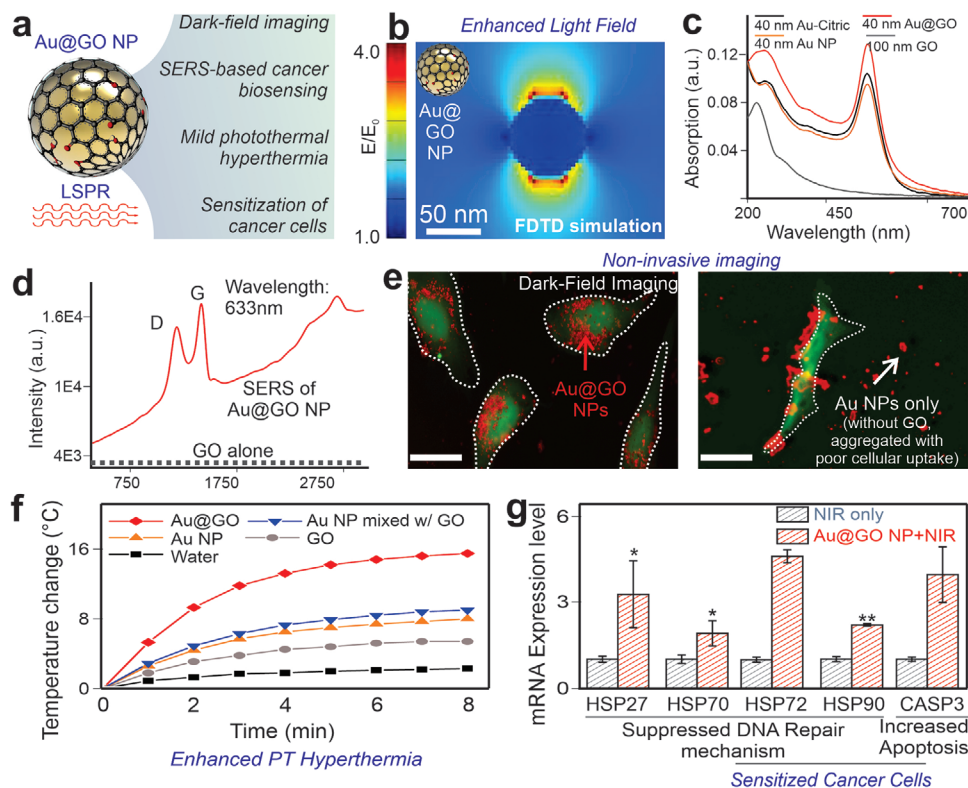 a
Au@GO NP
LSPR
Dark-field imaging
SERS-based cancer
biosensing
Mild photothermal
hyperthermia
Sensitization of
cancer cells
b
Enhanced Light Field
4.0
E/E0
1.0
Au@
GO
NP
50 nm
FDTD simulation
c
40 nm Au-Citric
40 nm Au@GO
40 nm Au NP
100 nm GO
Absorption (a.u.)
0.12
0.08
0.04
200
450
700
Wavelength (nm)
d
Wavelength:
633nm
D
G
Intensity (a.u.)
1.6E4
1E4
4E3
SERS of
Au@GO NP
GO alone
750
1750
2750
Non-invasive imaging
e
Dark-Field Imaging
Au@GO
NPs
Au NPs only
(without GO,
aggregated with
poor cellular uptake)
f
Temperature change (°C)
Au@GO
Au NP mixed w/ GO
Au NP
GO
Water
16
8
0
0
2
4
6
8
Time (min)
Enhanced PT Hyperthermia
g
mRNA Expression level
6
3
0
NIR only
Au@GO NP+NIR
*
*
**
HSP27
HSP70
HSP72
HSP90
CASP3
Suppressed DNA Repair
mechanism
Increased
Apoptosis
Sensitized Cancer Cells